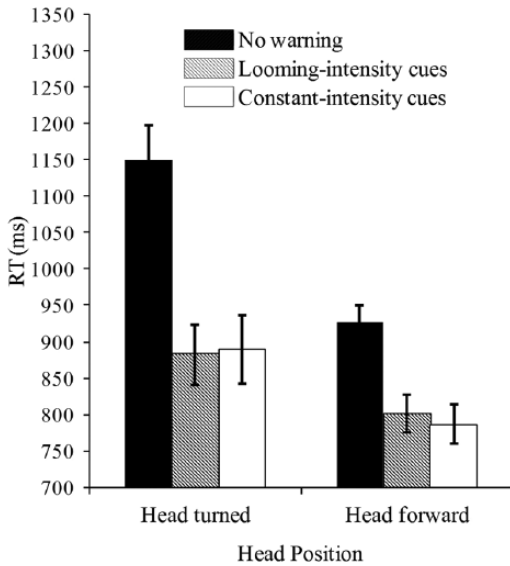 1350
1300
1250
1200
1150
1100
1050
1000
950
900
850
800
750
700
RT (ms)
No warning
Looming-intensity cues
Constant-intensity cues
Head turned
Head forward
Head Position